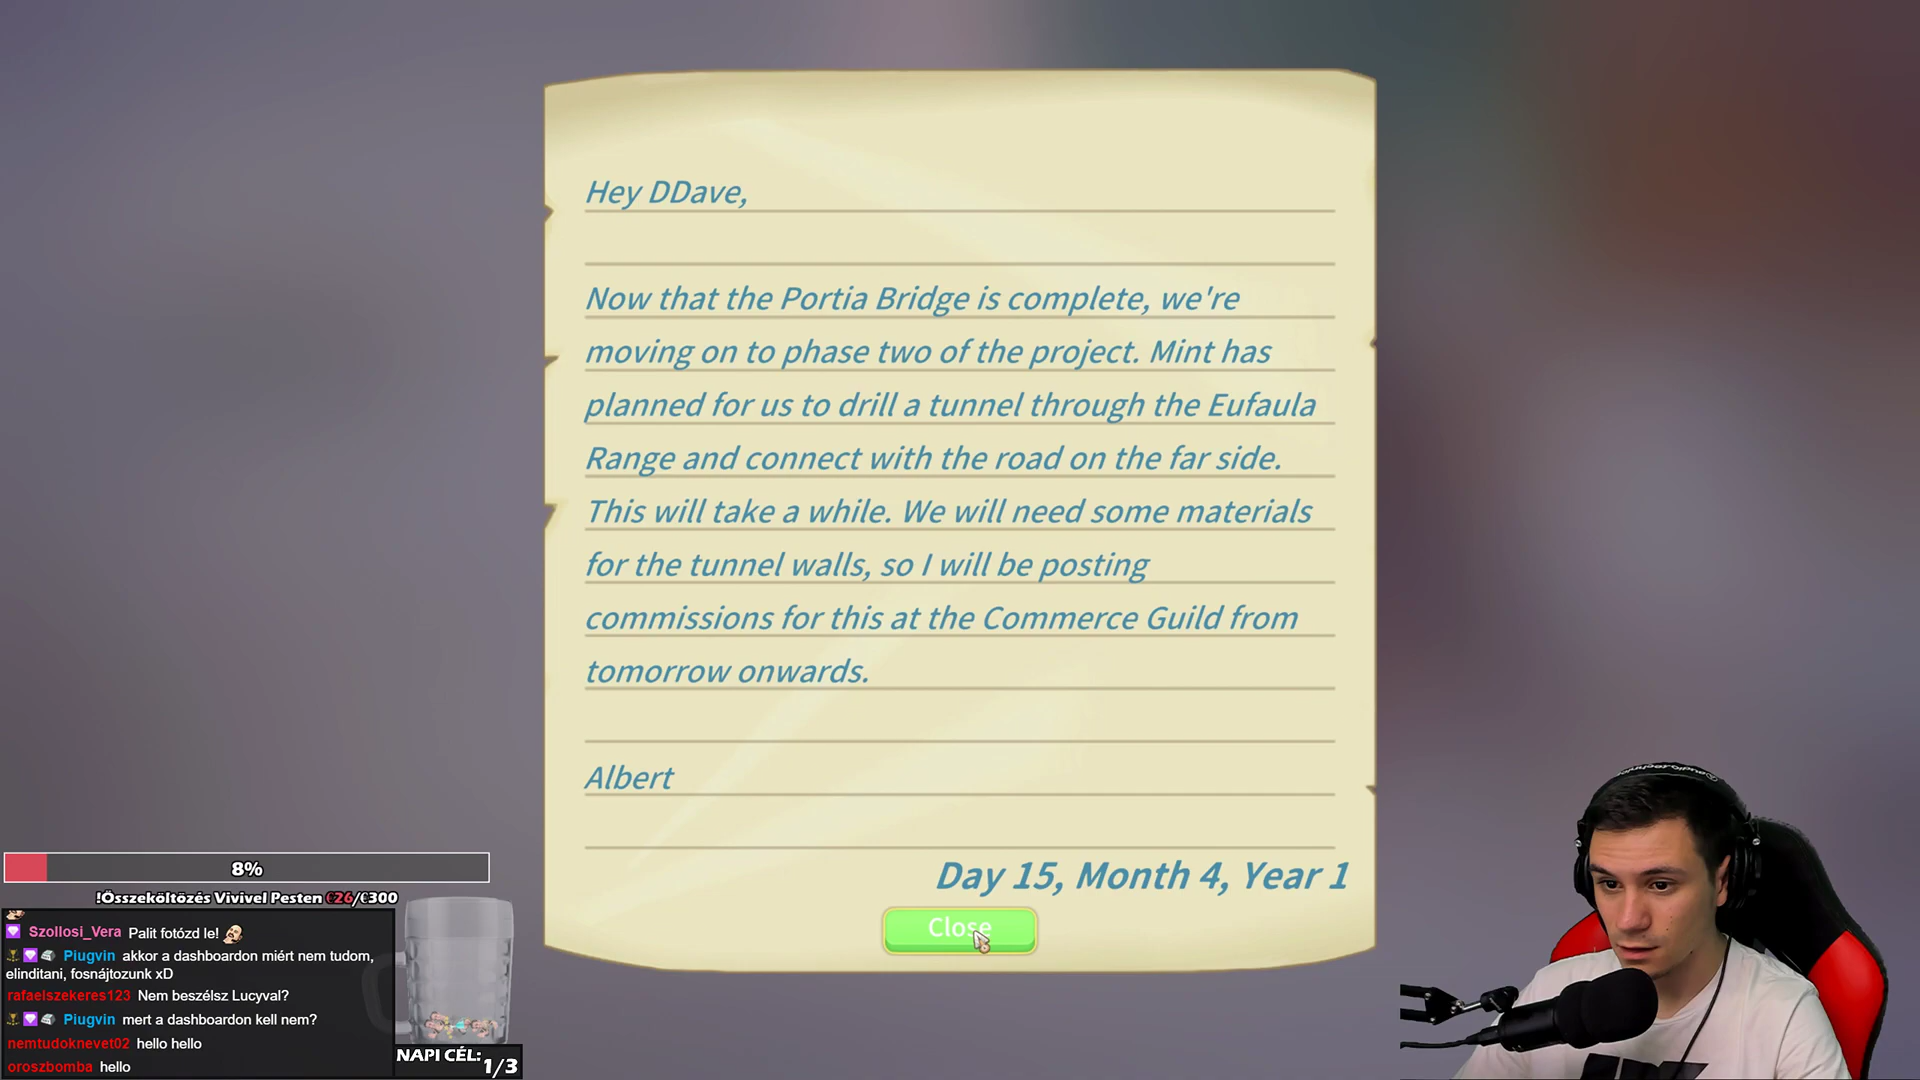 Hey DDave,
Now that the Portia Bridge is complete, we're
moving on to phase two of the project. Mint has
planned for us to drill a tunnel through the Eufaula
Range and connect with the road on the far side.
This will take a while. We will need some materials
for the tunnel walls, so I will be posting
commissions for this at the Commerce Guild from
tomorrow onwards.
Albert
Day 15, Month 4, Year 1
Close
8%
!Összeköltözés Vivivel Pesten €26/€300
Szollosi_Vera Palit fotózd le!
Piugvin akkor a dashboardon miért nem tudom,
elinditani, fosnájtozunk xD
rafaelszekeres123 Nem beszélsz Lucyval?
Piugvin mert a dashboardon kell nem?
nemtudoknevet02 hello hello
oroszbomba hello
NAPI CÉL: 1/3